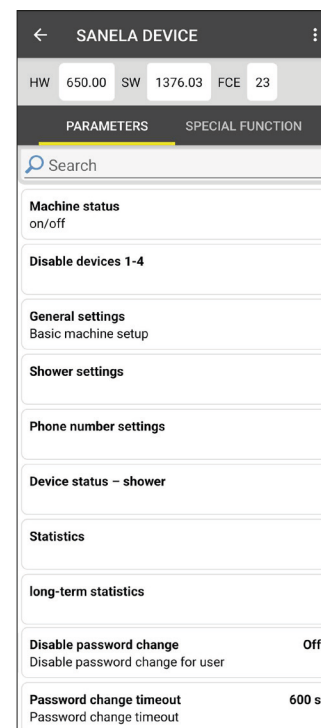 SANELA DEVICE
HW 650.00 SW 1376.03 FCE 23
PARAMETERS SPECIAL FUNCTION
Search
Machine status
on/off
Disable devices 1-4
General settings
Basic machine setup
Shower settings
Phone number settings
Device status – shower
Statistics
long-term statistics
Disable password change Off
Disable password change for user
Password change timeout 600 s
Password change timeout